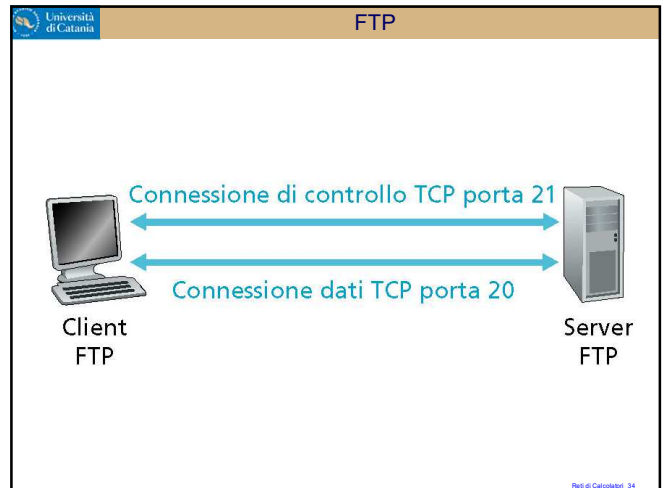 Università
di Catania
FTP
Connessione di controllo TCP porta 21
Connessione dati TCP porta 20
Client
FTP
Server
FTP
Reti di Calcolatori 34